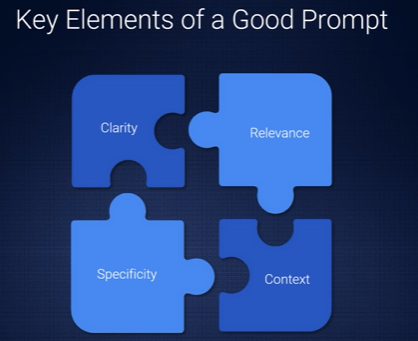 Key Elements of a Good Prompt
Clarity
Relevance
Specificity
Context